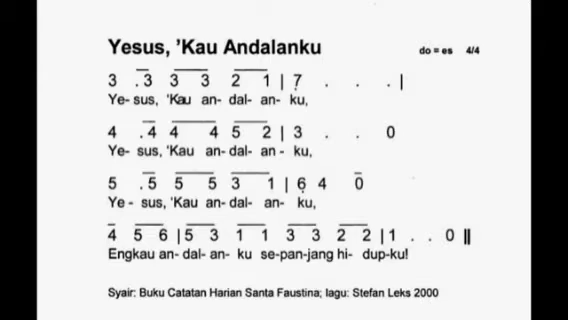 Yesus, 'Kau Andalanku
do = es 4/4
3 .3 3 3 2 1 | 7 . . . |
Ye- sus, 'Kau an- dal- an- ku,
4 .4 4 4 5 2 | 3 . . 0
Ye- sus, 'Kau an- dal- an - ku,
5 .5 5 5 3 1 | 6 4 0
Ye - sus, 'Kau an- dal- an- ku,
4 5 6 | 5 3 1 1 3 3 2 2 | 1 . . 0 ||
Engkau an- dal- an- ku se-pan-jang hi- dup-ku!
Syair: Buku Catatan Harian Santa Faustina; lagu: Stefan Leks 2000